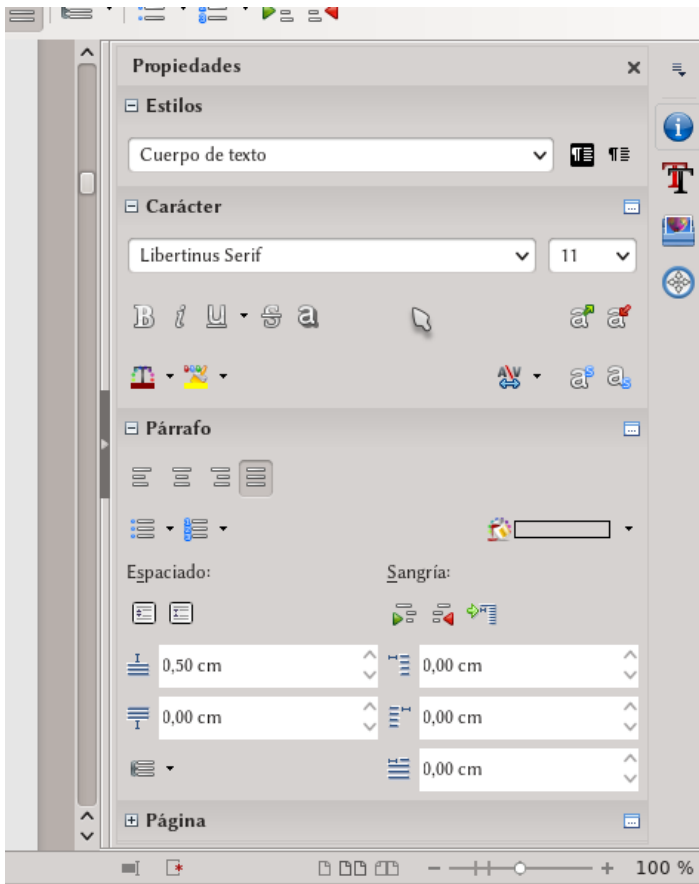 Propiedades
Estilos
Cuerpo de texto
Carácter
Libertinus Serif 11
Párrafo
Espaciado: Sangría:
0,50 cm 0,00 cm
0,00 cm 0,00 cm
0,00 cm
Página
100 %